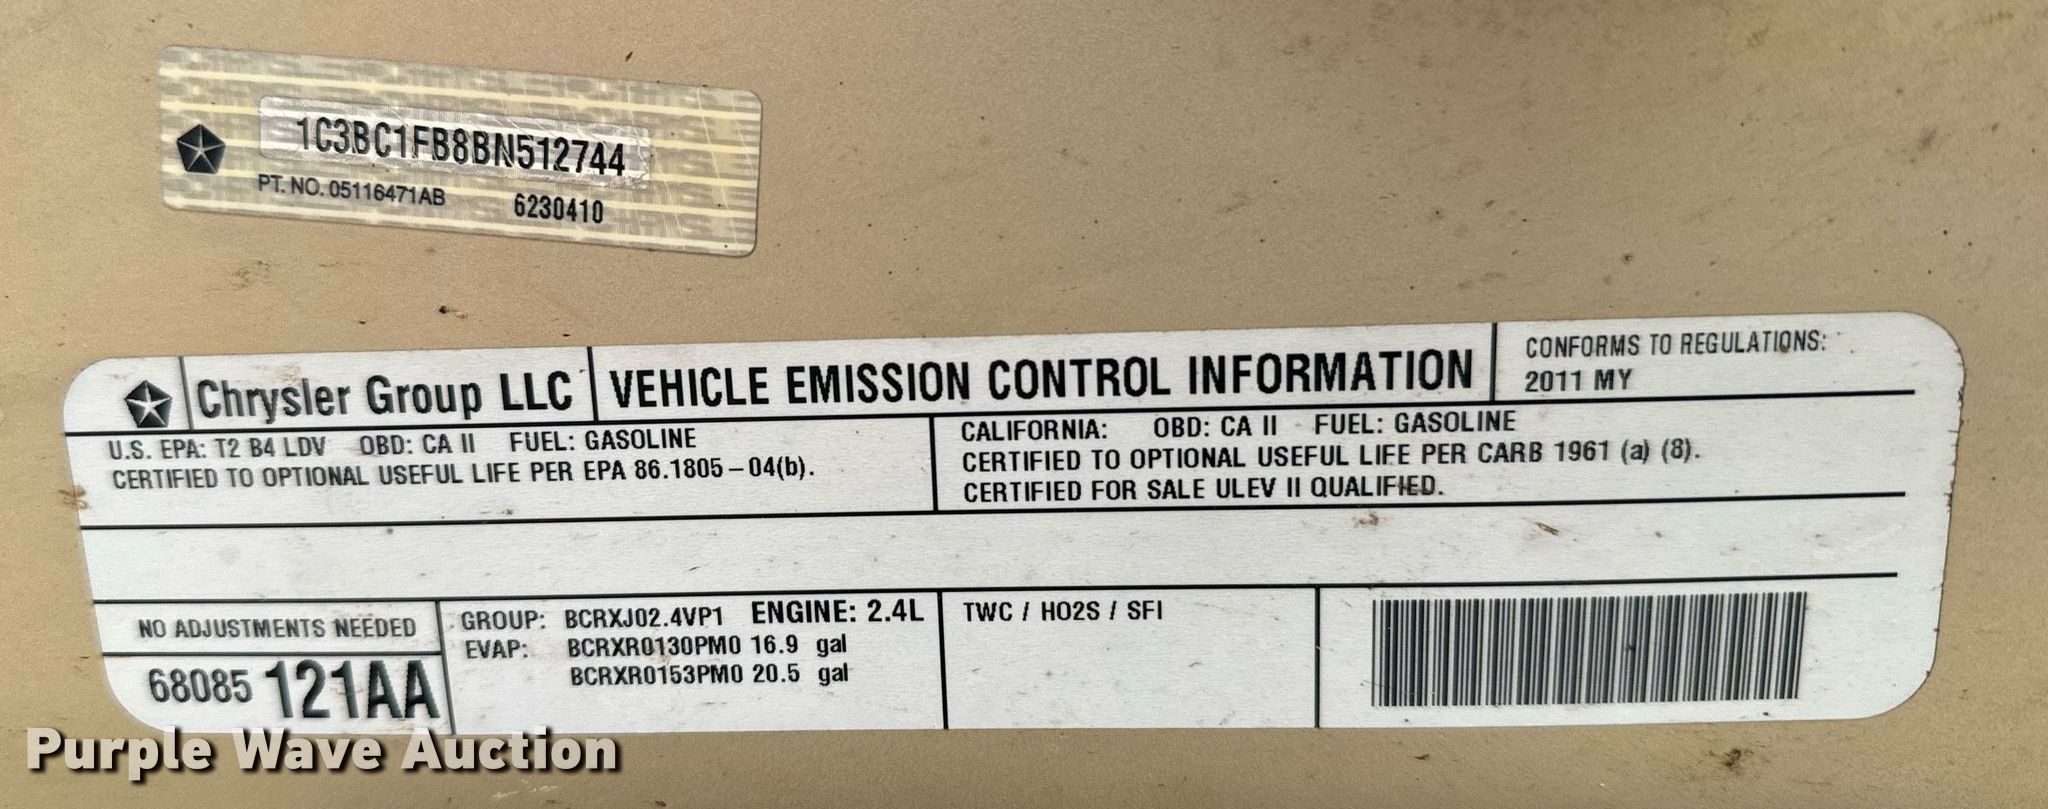 1C3BC1FB8BN512744
PT. NO. 05116471AB 6230410
Chrysler Group LLC
VEHICLE EMISSION CONTROL INFORMATION
CONFORMS TO REGULATIONS:
2011 MY
U.S. EPA: T2 B4 LDV OBD: CA II FUEL: GASOLINE
CERTIFIED TO OPTIONAL USEFUL LIFE PER EPA 86.1805-04(b).
CALIFORNIA: OBD: CA II FUEL: GASOLINE
CERTIFIED TO OPTIONAL USEFUL LIFE PER CARB 1961 (a) (8).
CERTIFIED FOR SALE ULEV II QUALIFIED.
NO ADJUSTMENTS NEEDED
68085 121AA
GROUP: BCRXJ02.4VP1 ENGINE: 2.4L
EVAP: BCRXR0130PM0 16.9 gal
BCRXR0153PM0 20.5 gal
TWC / HO2S / SFI
Purple Wave Auction